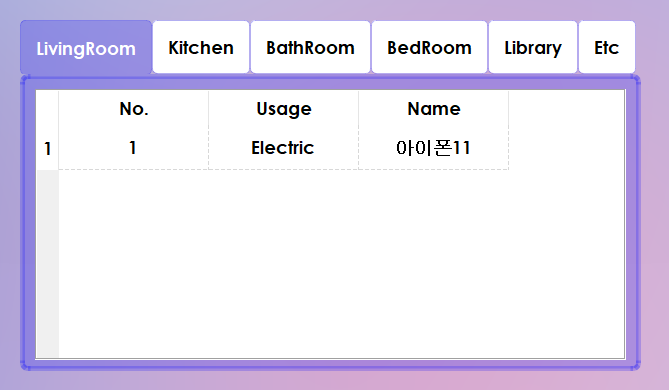 LivingRoom Kitchen BathRoom BedRoom Library Etc
No. Usage Name
1 1 Electric 아이폰11